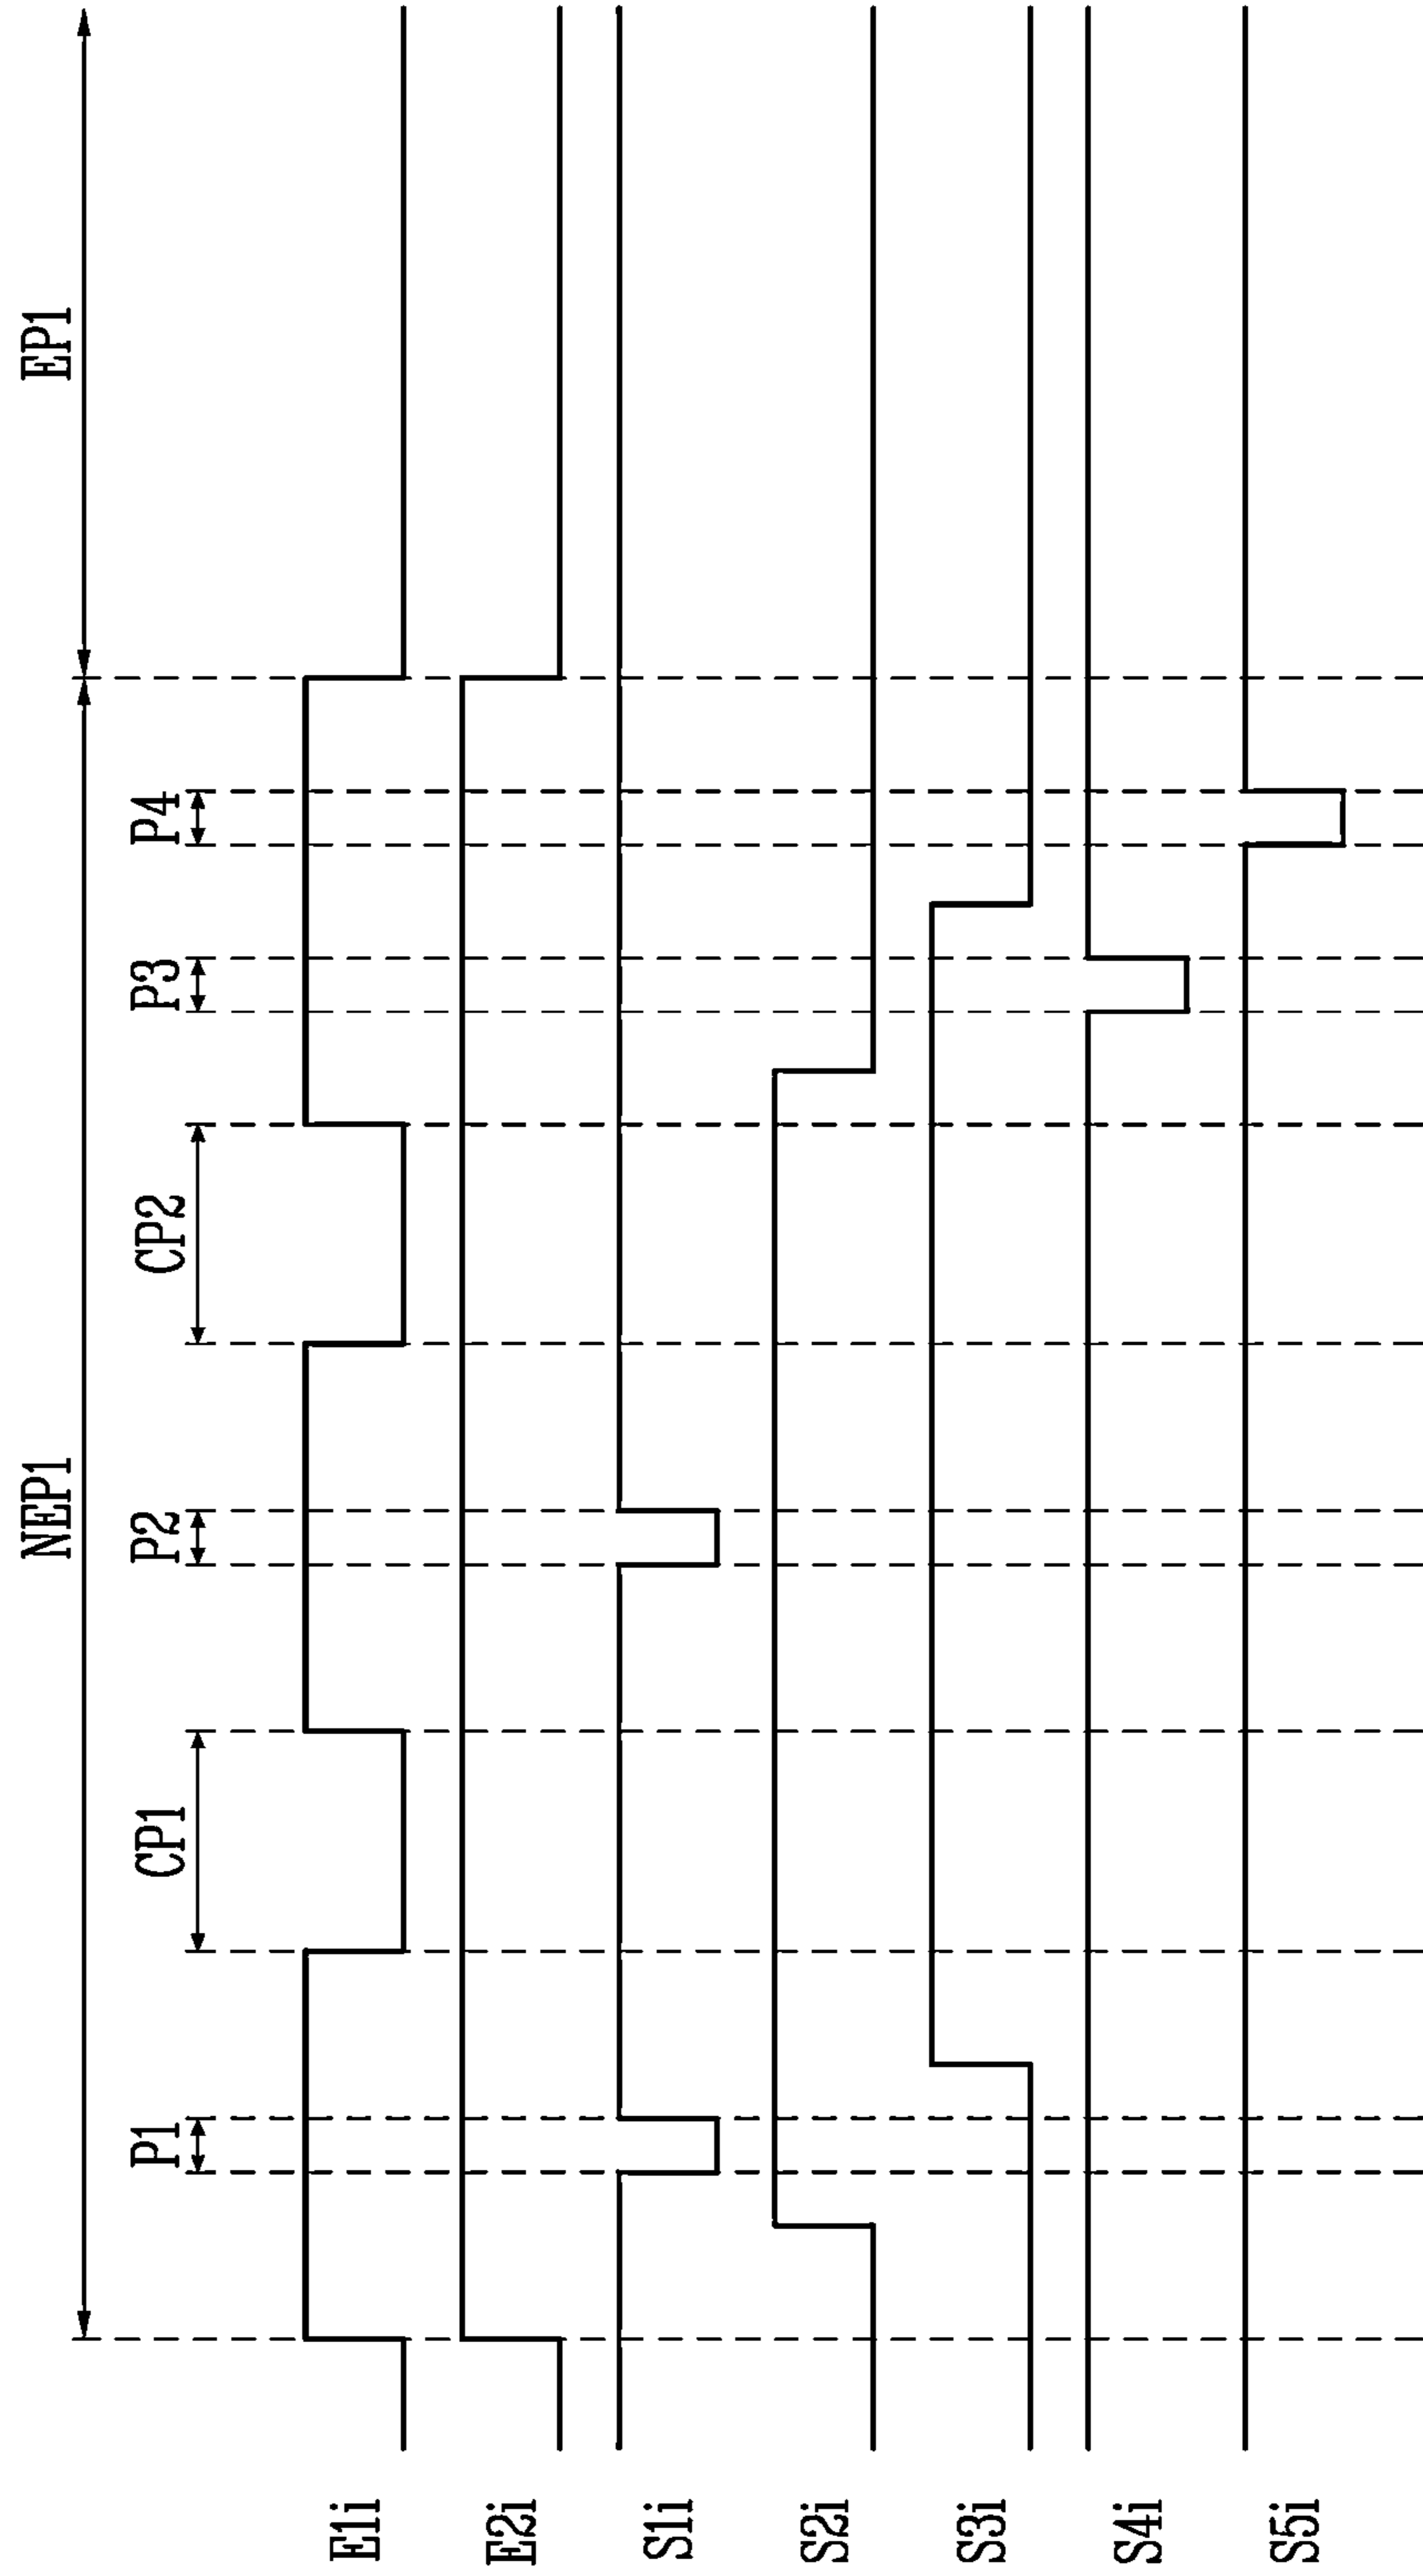 NEP1 EP1
P1 CP1 P2 CP2 P3 P4
E1i
E2i
S1i
S2i
S3i
S4i
S5i